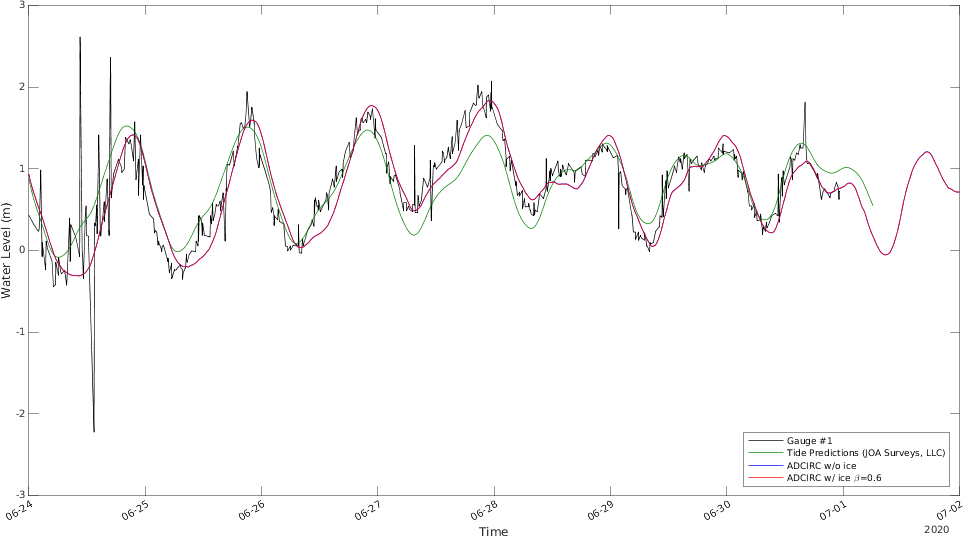 3
2
1
0
-1
-2
-3
Water Level (m)
06-24
06-25
06-26
06-27
06-28
06-29
06-30
07-01
07-02
Time
2020
Gauge #1
Tide Predictions (JOA Surveys, LLC)
ADCIRC w/o ice
ADCIRC w/ ice β=0.6